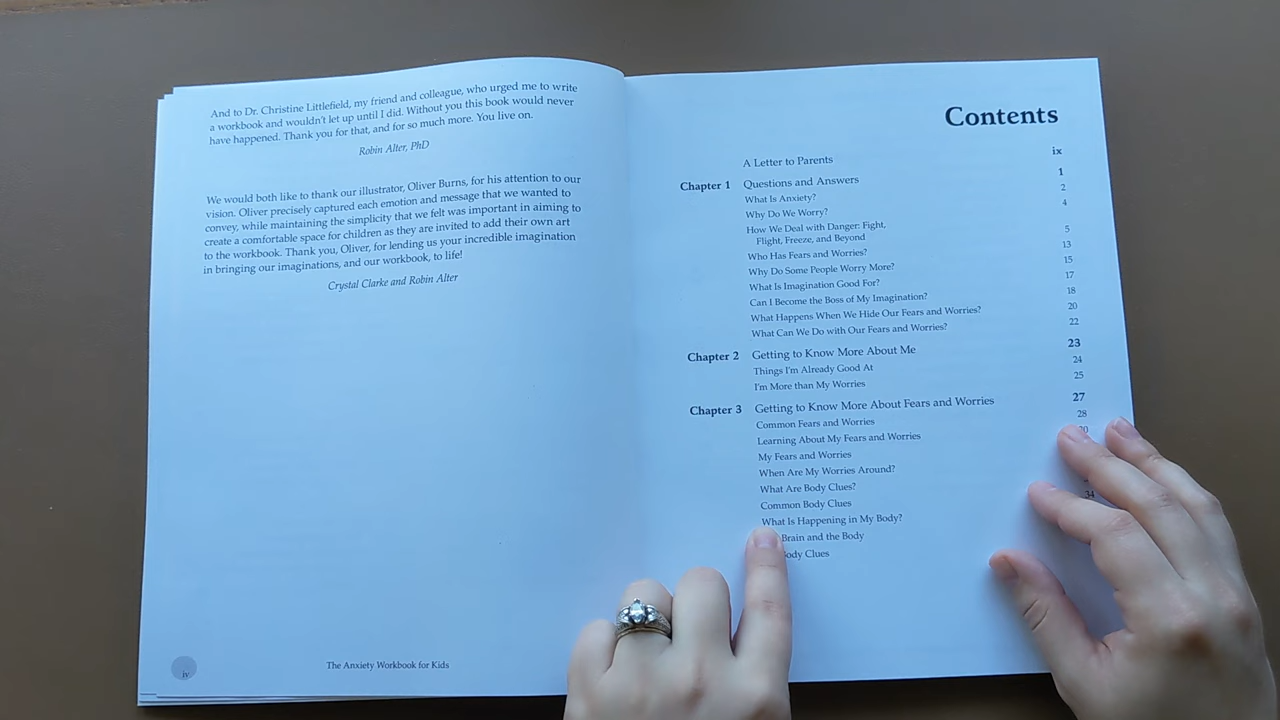 And to Dr. Christine Littlefield, my friend and colleague, who urged me to write
a workbook and wouldn't let up until I did. Without you this book would never
have happened. Thank you for that, and for so much more. You live on.
Robin Alter, PhD
We would both like to thank our illustrator, Oliver Burns, for his attention to our
vision. Oliver precisely captured each emotion and message that we wanted to
convey, while maintaining the simplicity that we felt was important in aiming to
create a comfortable space for children as they are invited to add their own art
to the workbook. Thank you, Oliver, for lending us your incredible imagination
in bringing our imaginations, and our workbook, to life!
Crystal Clarke and Robin Alter
iv
The Anxiety Workbook for Kids
Contents
A Letter to Parents ix
Chapter 1 Questions and Answers 1
What Is Anxiety? 2
Why Do We Worry? 4
How We Deal with Danger: Fight,
Flight, Freeze, and Beyond 5
Who Has Fears and Worries? 13
Why Do Some People Worry More? 15
What Is Imagination Good For? 17
Can I Become the Boss of My Imagination? 18
What Happens When We Hide Our Fears and Worries? 20
What Can We Do with Our Fears and Worries? 22
Chapter 2 Getting to Know More About Me 23
Things I'm Already Good At 24
I'm More than My Worries 25
Chapter 3 Getting to Know More About Fears and Worries 27
Common Fears and Worries 28
Learning About My Fears and Worries
My Fears and Worries
When Are My Worries Around?
What Are Body Clues?
Common Body Clues 34
What Is Happening in My Body?
Brain and the Body
Body Clues